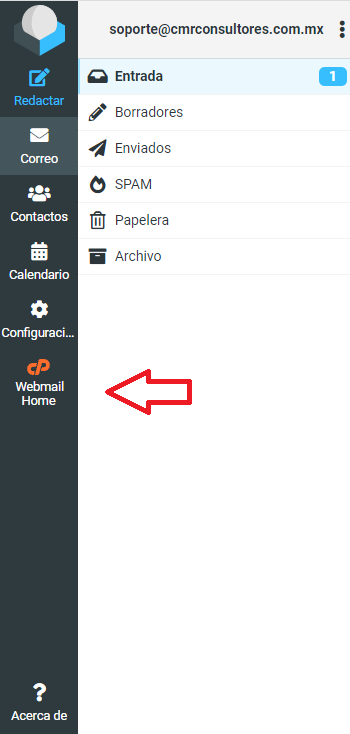 soporte@cmrconsultores.com.mx
Redactar
Correo
Contactos
Calendario
Configuraci...
cP
Webmail
Home
Acerca de
Entrada 1
Borradores
Enviados
SPAM
Papelera
Archivo